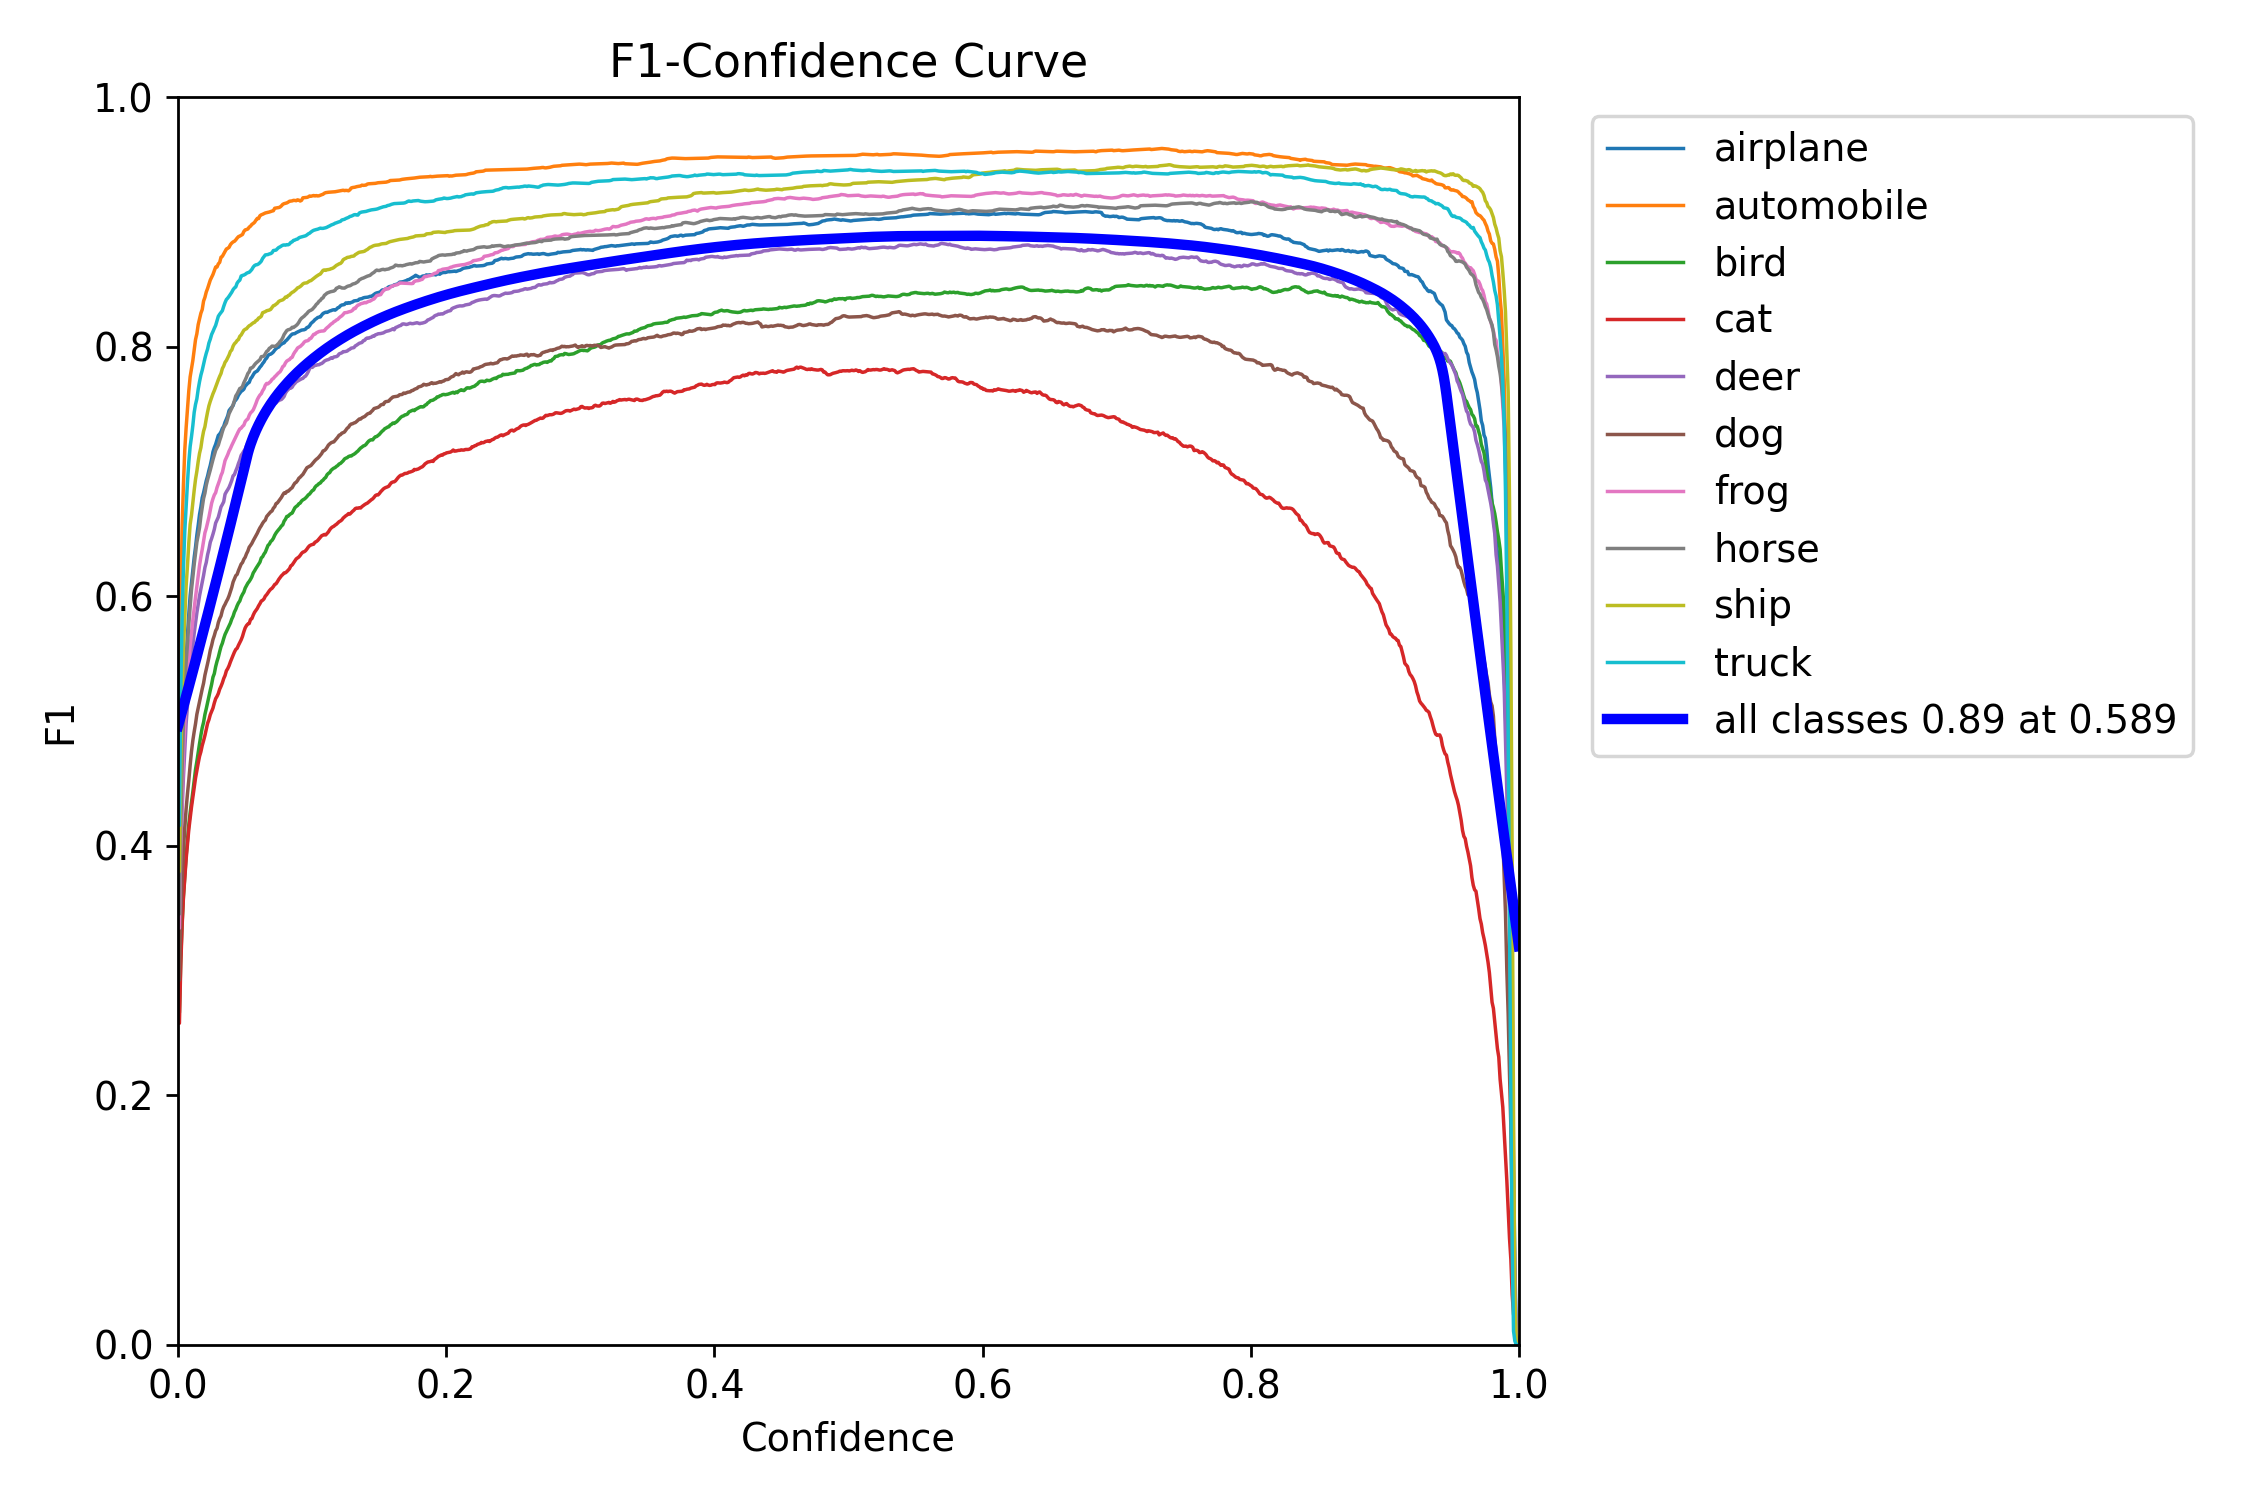 F1-Confidence Curve
1.0
0.8
0.6
0.4
0.2
0.0
F1
0.0 0.2 0.4 0.6 0.8 1.0
Confidence
airplane
automobile
bird
cat
deer
dog
frog
horse
ship
truck
all classes 0.89 at 0.589